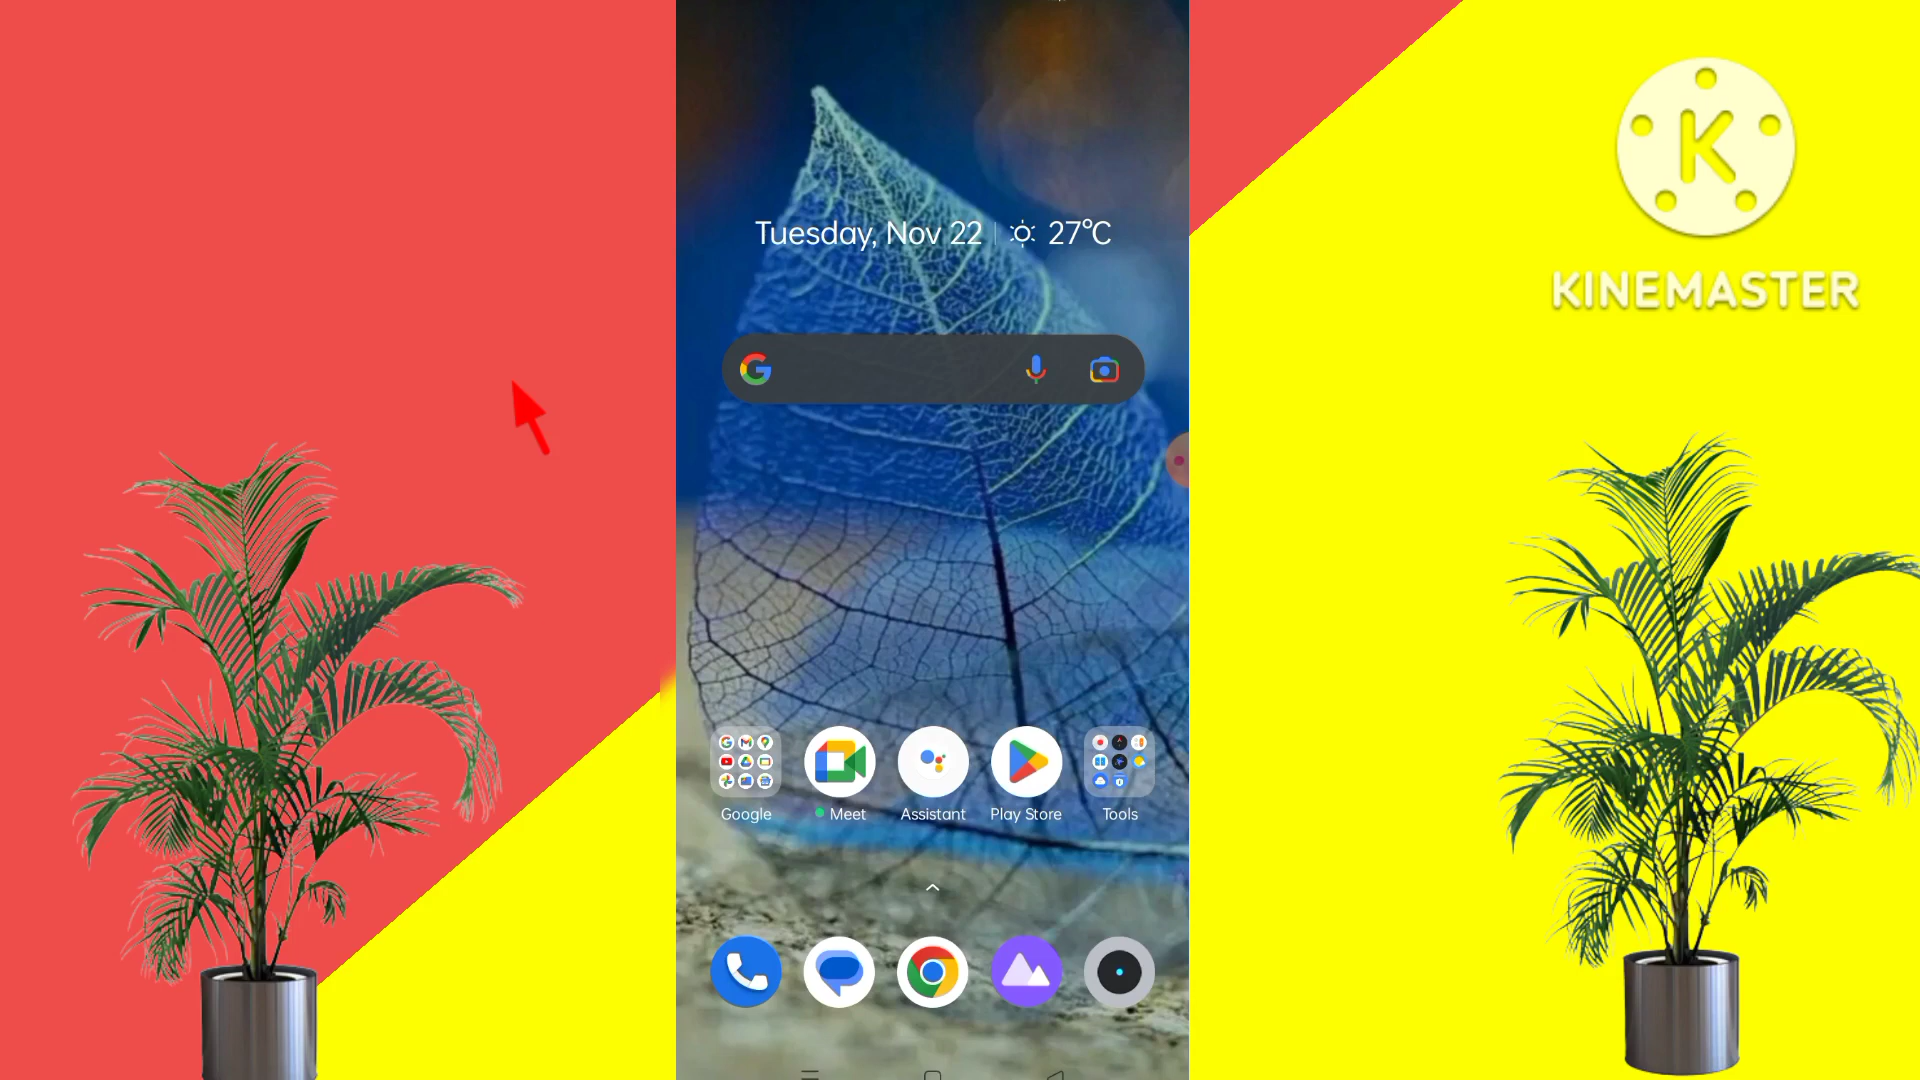 KINEMASTER
Tuesday, Nov 22 | 27°C
Google
Meet
Assistant
Play Store
Tools